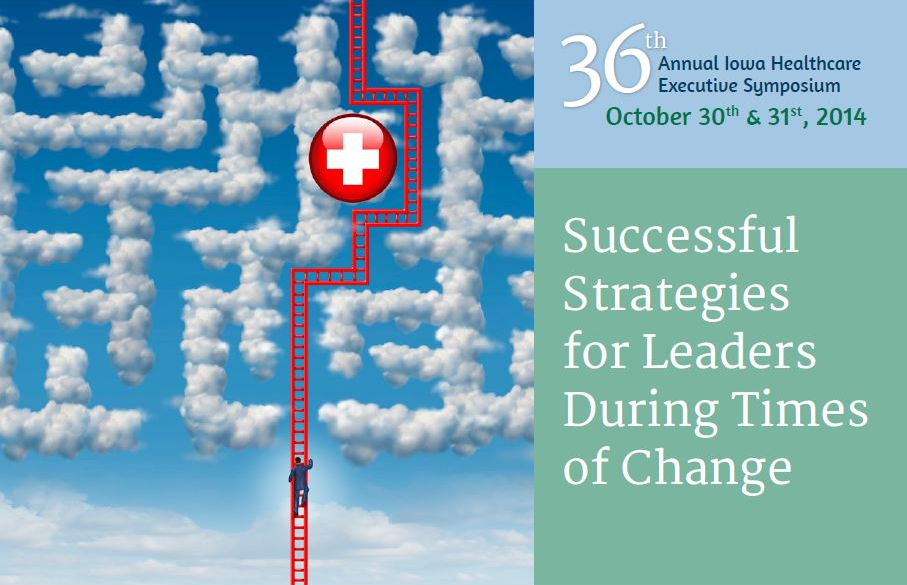 36th
Annual Iowa Healthcare
Executive Symposium
October 30th & 31st, 2014
Successful
Strategies
for Leaders
During Times
of Change